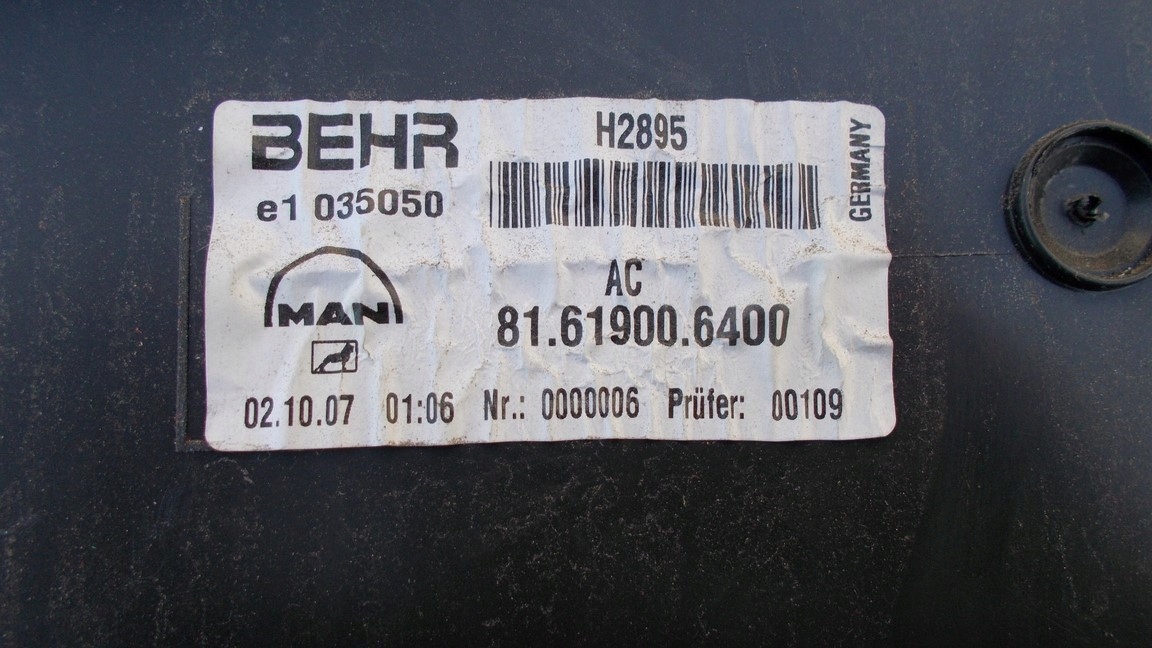 BEHR
H2895
e1 035050
GERMANY
MAN
AC
81.61900.6400
02.10.07 01:06 Nr.: 0000006 Prüfer: 00109